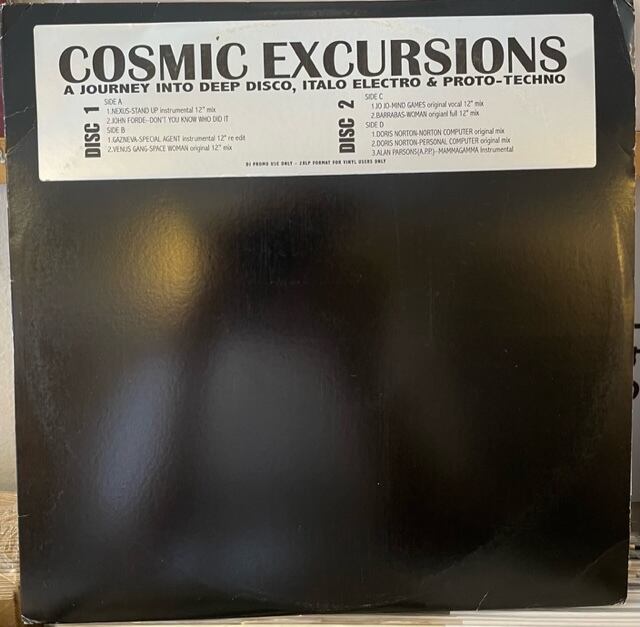 COSMIC EXCURSIONS
A JOURNEY INTO DEEP DISCO, ITALO ELECTRO & PROTO-TECHNO
DISC 1
SIDE A
1.NEXUS-STAND UP instrumental 12" mix
2.JOHN FORDE-DON'T YOU KNOW WHO DID IT
SIDE B
1.GAZNEVA-SPECIAL AGENT instrumental 12" re edit
2.VENUS GANG-SPACE WOMAN original 12" mix
DISC 2
SIDE C
1.JO JO-MIND GAMES original vocal 12" mix
2.BARRABAS-WOMAN origianl full 12" mix
SIDE D
1.DORIS NORTON-NORTON COMPUTER original mix
2.DORIS NORTON-PERSONAL COMPUTER original mix
3.ALAN PARSONS(A.P.P.)-MAMMAGAMMA Instrumental
DJ PROMO USE ONLY - 2XLP FORMAT FOR VINYL USERS ONLY